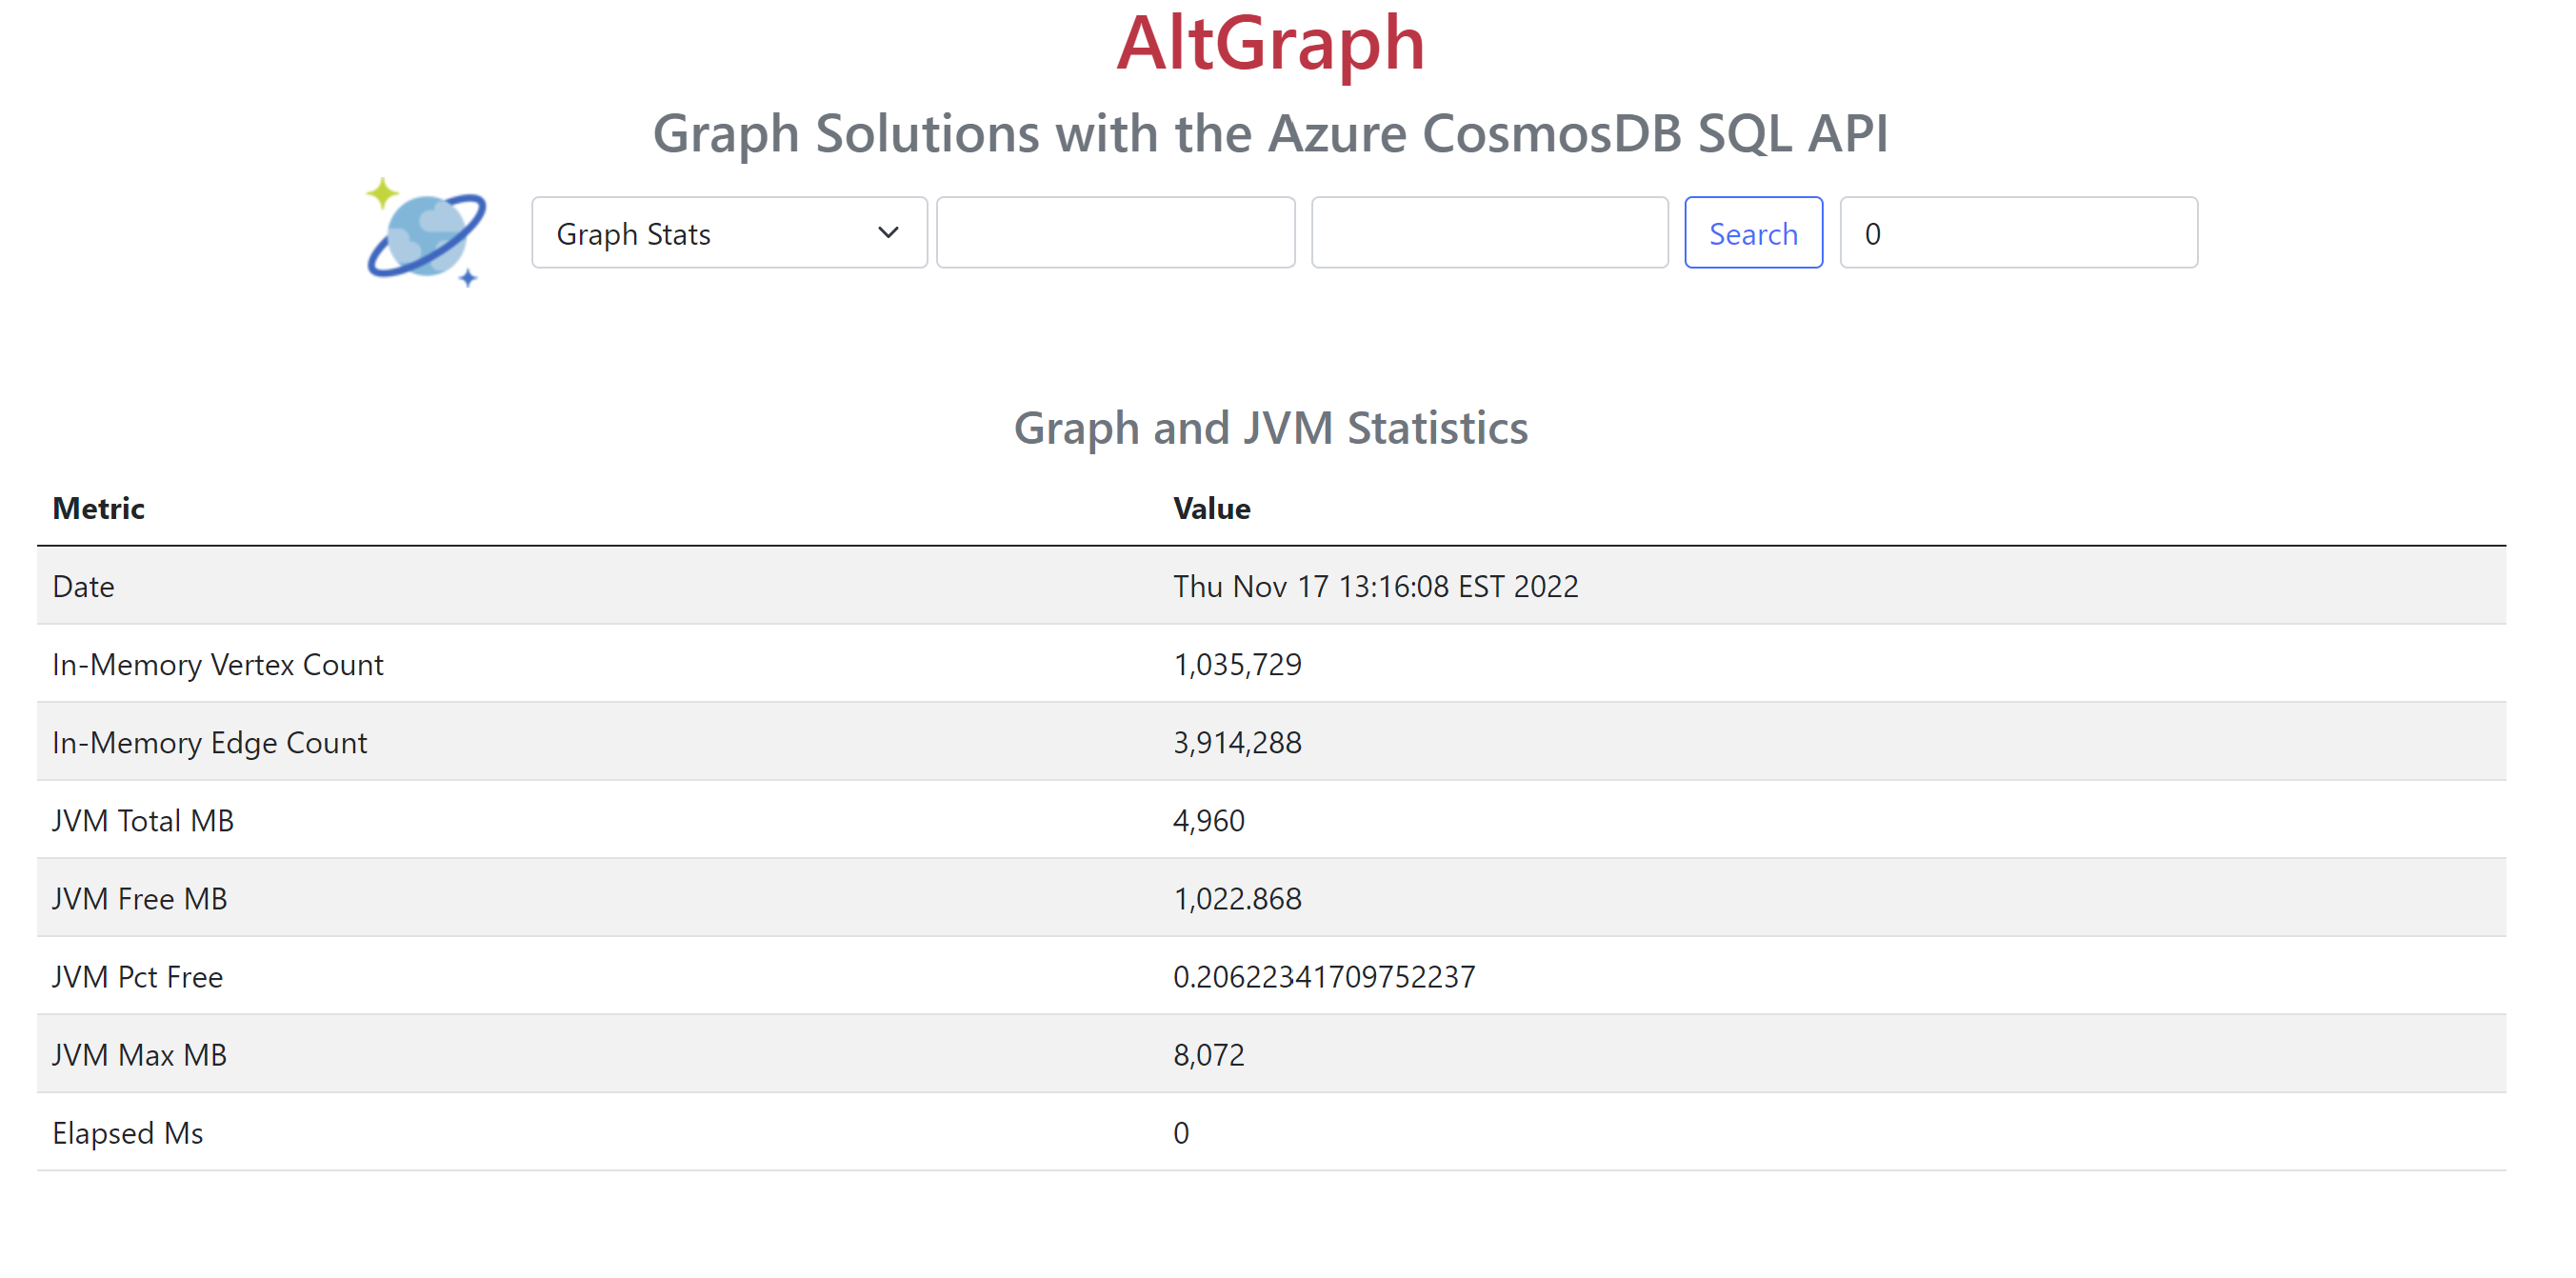 AltGraph
Graph Solutions with the Azure CosmosDB SQL API
Graph Stats Search 0
Graph and JVM Statistics
Metric Value
Date Thu Nov 17 13:16:08 EST 2022
In-Memory Vertex Count 1,035,729
In-Memory Edge Count 3,914,288
JVM Total MB 4,960
JVM Free MB 1,022.868
JVM Pct Free 0.20622341709752237
JVM Max MB 8,072
Elapsed Ms 0